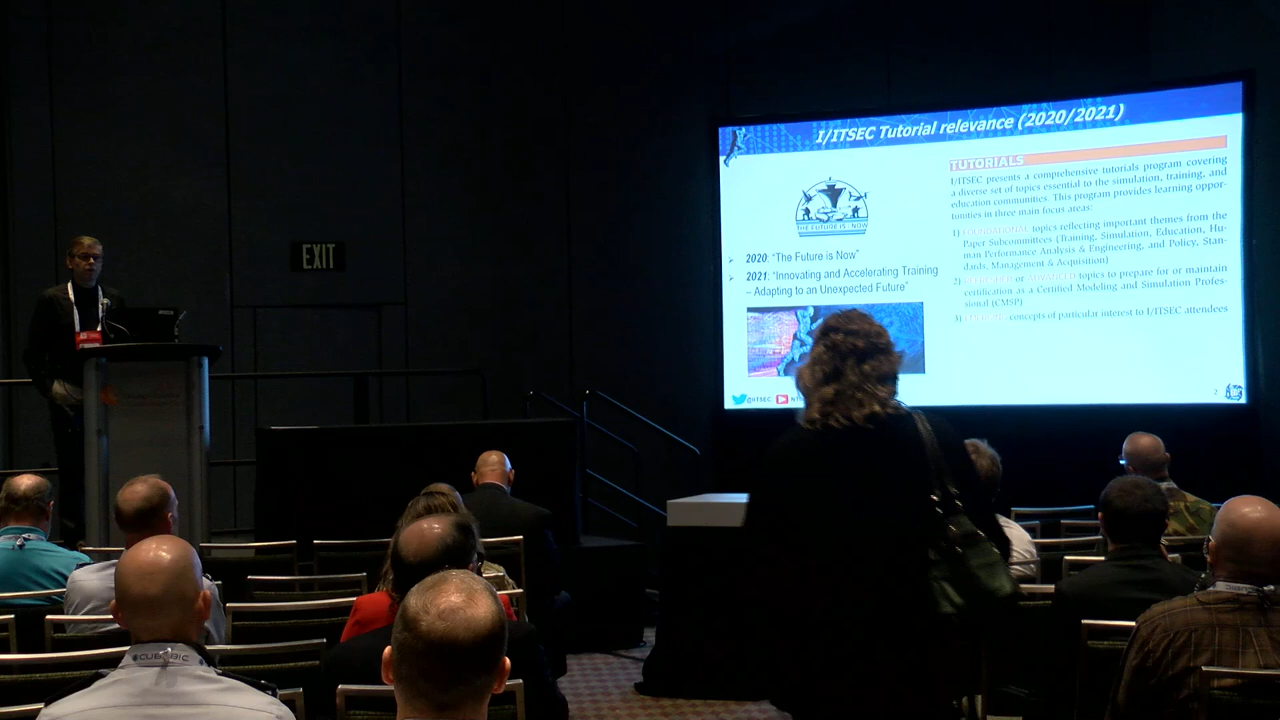 I/ITSEC Tutorial relevance (2020/2021)
THE FUTURE IS NOW
2020: "The Future is Now"
2021: "Innovating and Accelerating Training
– Adapting to an Unexpected Future"
@IITSEC
TUTORIALS
I/ITSEC presents a comprehensive tutorials program covering
a diverse set of topics essential to the simulation, training, and
education communities. This program provides learning oppor-
tunities in three main focus areas:
1) FOUNDATIONAL topics reflecting important themes from the
Paper Subcommittees (Training, Simulation, Education, Hu-
man Performance Analysis & Engineering, and Policy, Stan-
dards, Management & Acquisition)
2) REFRESHER or ADVANCED topics to prepare for or maintain
certification as a Certified Modeling and Simulation Profes-
sional (CMSP)
3) concepts of particular interest to I/ITSEC attendees
2
EXIT
CUBIC